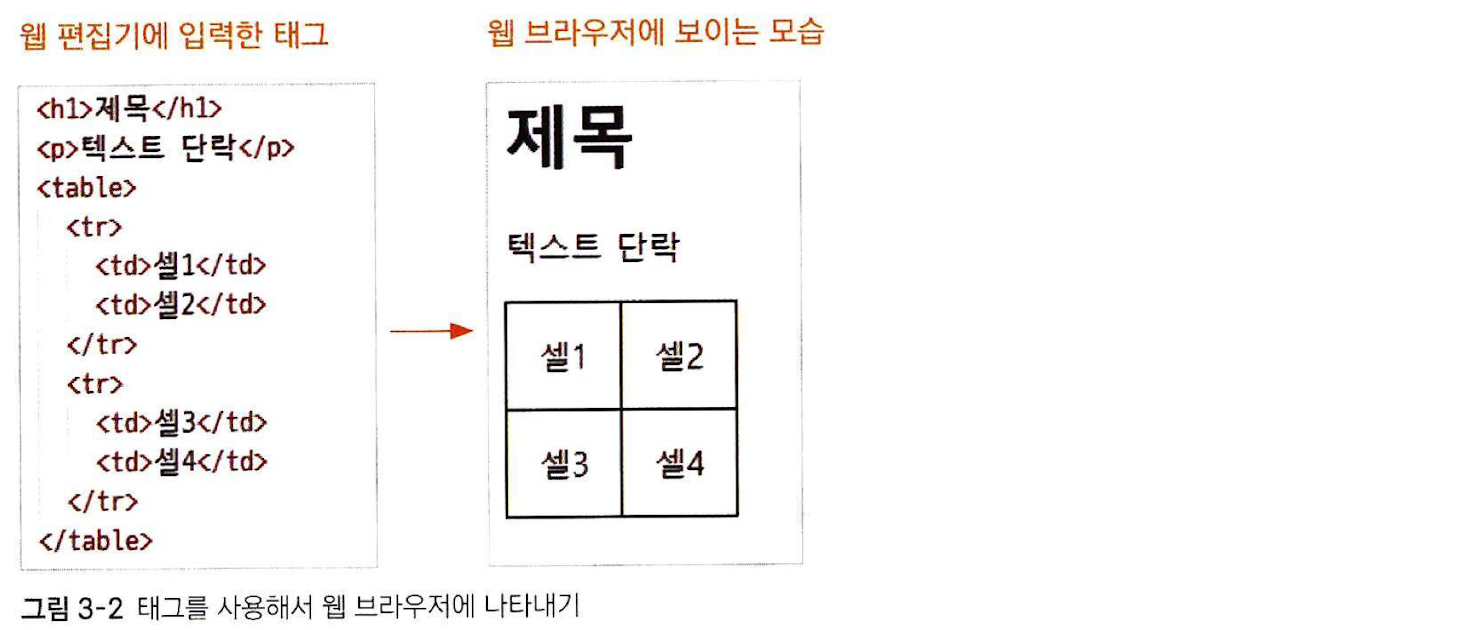 웹 편집기에 입력한 태그
<h1>제목</h1>
<p>텍스트 단락</p>
<table>
<tr>
<td>셀1</td>
<td>셀2</td>
</tr>
<tr>
<td>셀3</td>
<td>셀4</td>
</tr>
</table>
웹 브라우저에 보이는 모습
제목
텍스트 단락
셀1 셀2
셀3 셀4
그림 3-2 태그를 사용해서 웹 브라우저에 나타내기